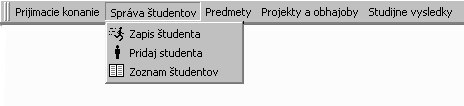 Prijimacie konanie Správa študentov Predmety Projekty a obhajoby Studijne vysledky
Zapis študenta
Pridaj studenta
Zoznam študentov